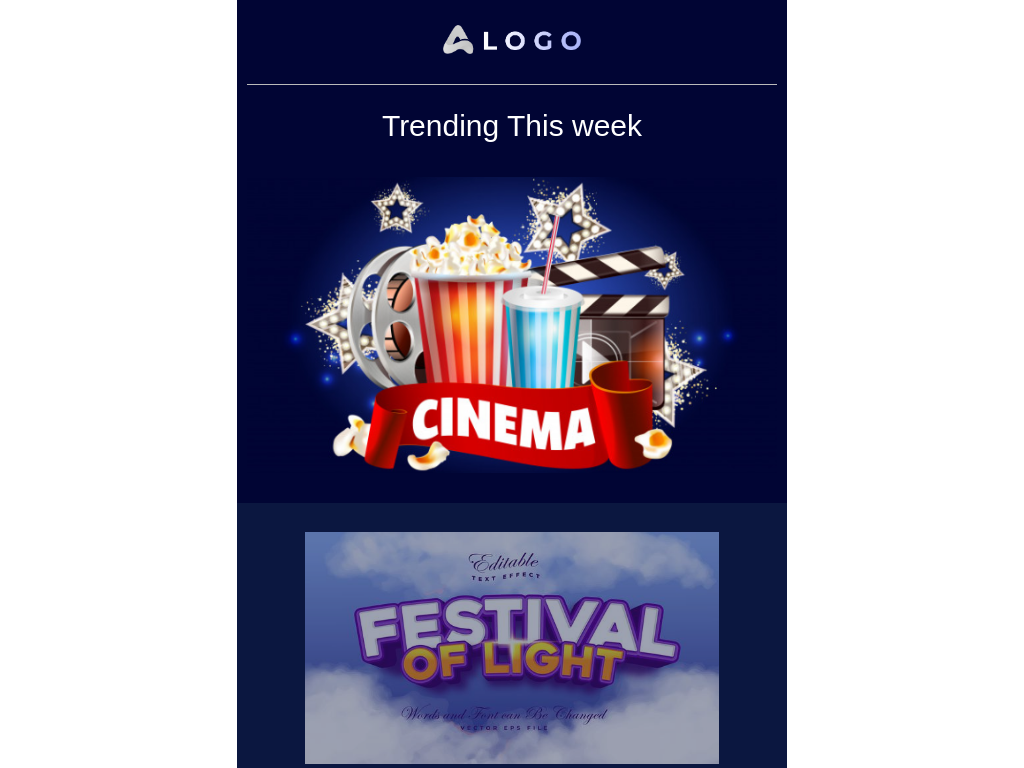 LOGO
Trending This week
CINEMA
Editable
TEXT EFFECT
FESTIVAL
OF LIGHT
Words and Font can Be Changed
VECTOR EPS FILE